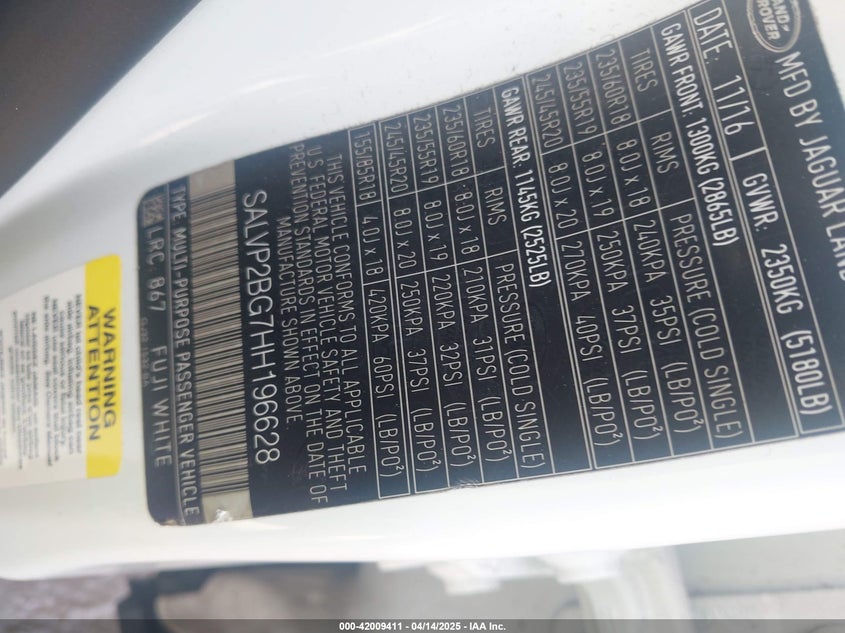 LAND ROVER
MFD BY JAGUAR LAND
DATE: 11/16 GVWR: 2350KG (5180LB)
GAWR FRONT: 1300KG (2865LB)
TIRES RIMS PRESSURE (COLD SINGLE)
235/60R18 8.0J x 18 240KPA 35PSI (LB/PO²)
235/55R19 8.0J x 19 250KPA 37PSI (LB/PO²)
245/45R20 8.0J x 20 270KPA 40PSI (LB/PO²)
GAWR REAR: 1145KG (2525LB)
TIRES RIMS PRESSURE (COLD SINGLE)
235/60R18 8.0J x 18 210KPA 31PSI (LB/PO²)
235/55R19 8.0J x 19 220KPA 32PSI (LB/PO²)
245/45R20 8.0J x 20 250KPA 37PSI (LB/PO²)
155/85R18 4.0J x 18 420KPA 60PSI (LB/PO²)
THIS VEHICLE CONFORMS TO ALL APPLICABLE
U.S. FEDERAL MOTOR VEHICLE SAFETY AND THEFT
PREVENTION STANDARDS IN EFFECT ON THE DATE OF
MANUFACTURE SHOWN ABOVE.
SALVP2BG7HH196628
TYPE: MULTI-PURPOSE PASSENGER VEHICLE
LRC 867 FUJI WHITE
WARNING
ATTENTION
000-42009411 - 04/14/2025 - IAA Inc.